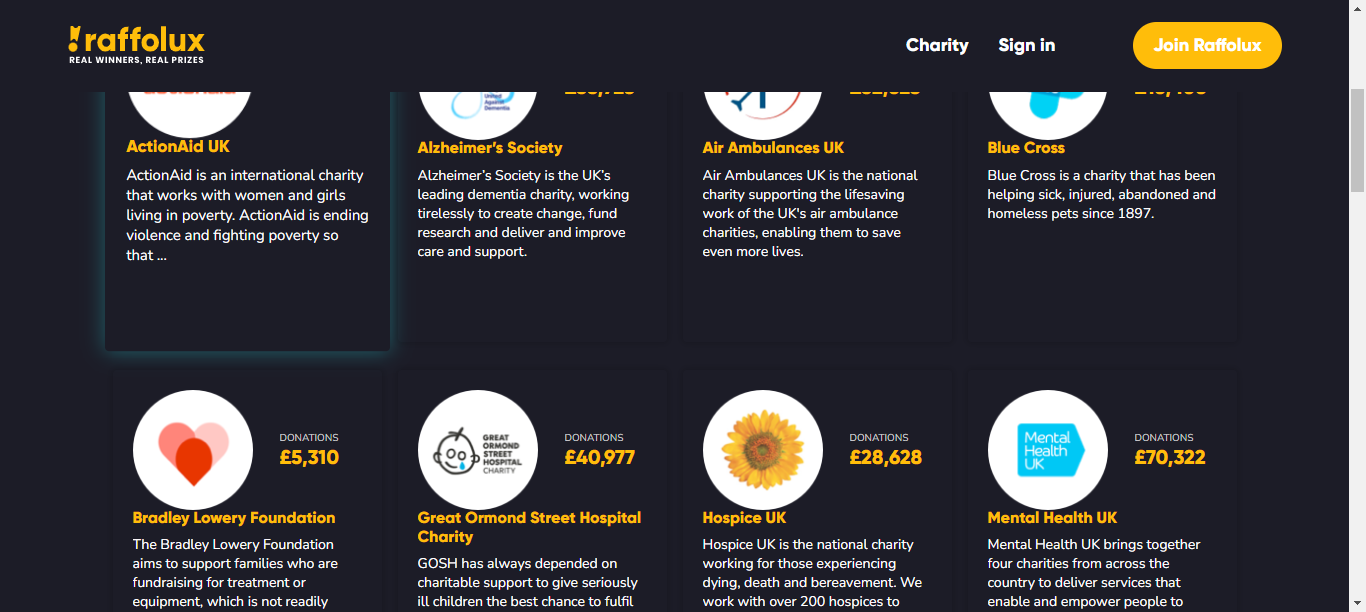 raffolux
REAL WINNERS, REAL PRIZES
Charity
Sign in
Join Raffolux
United
Against
Dementia
ActionAid UK
ActionAid is an international charity
that works with women and girls
living in poverty. ActionAid is ending
violence and fighting poverty so
that ...
Alzheimer's Society
Alzheimer's Society is the UK's
leading dementia charity, working
tirelessly to create change, fund
research and deliver and improve
care and support.
Air Ambulances UK
Air Ambulances UK is the national
charity supporting the lifesaving
work of the UK's air ambulance
charities, enabling them to save
even more lives.
Blue Cross
Blue Cross is a charity that has been
helping sick, injured, abandoned and
homeless pets since 1897.
DONATIONS
£5,310
Bradley Lowery Foundation
The Bradley Lowery Foundation
aims to support families who are
fundraising for treatment or
equipment, which is not readily
GREAT
ORMOND
STREET
HOSPITAL
CHARITY
DONATIONS
£40,977
Great Ormond Street Hospital
Charity
GOSH has always depended on
charitable support to give seriously
ill children the best chance to fulfil
DONATIONS
£28,628
Hospice UK
Hospice UK is the national charity
working for those experiencing
dying, death and bereavement. We
work with over 200 hospices to
Mental
Health
UK
DONATIONS
£70,322
Mental Health UK
Mental Health UK brings together
four charities from across the
country to deliver services that
enable and empower people to